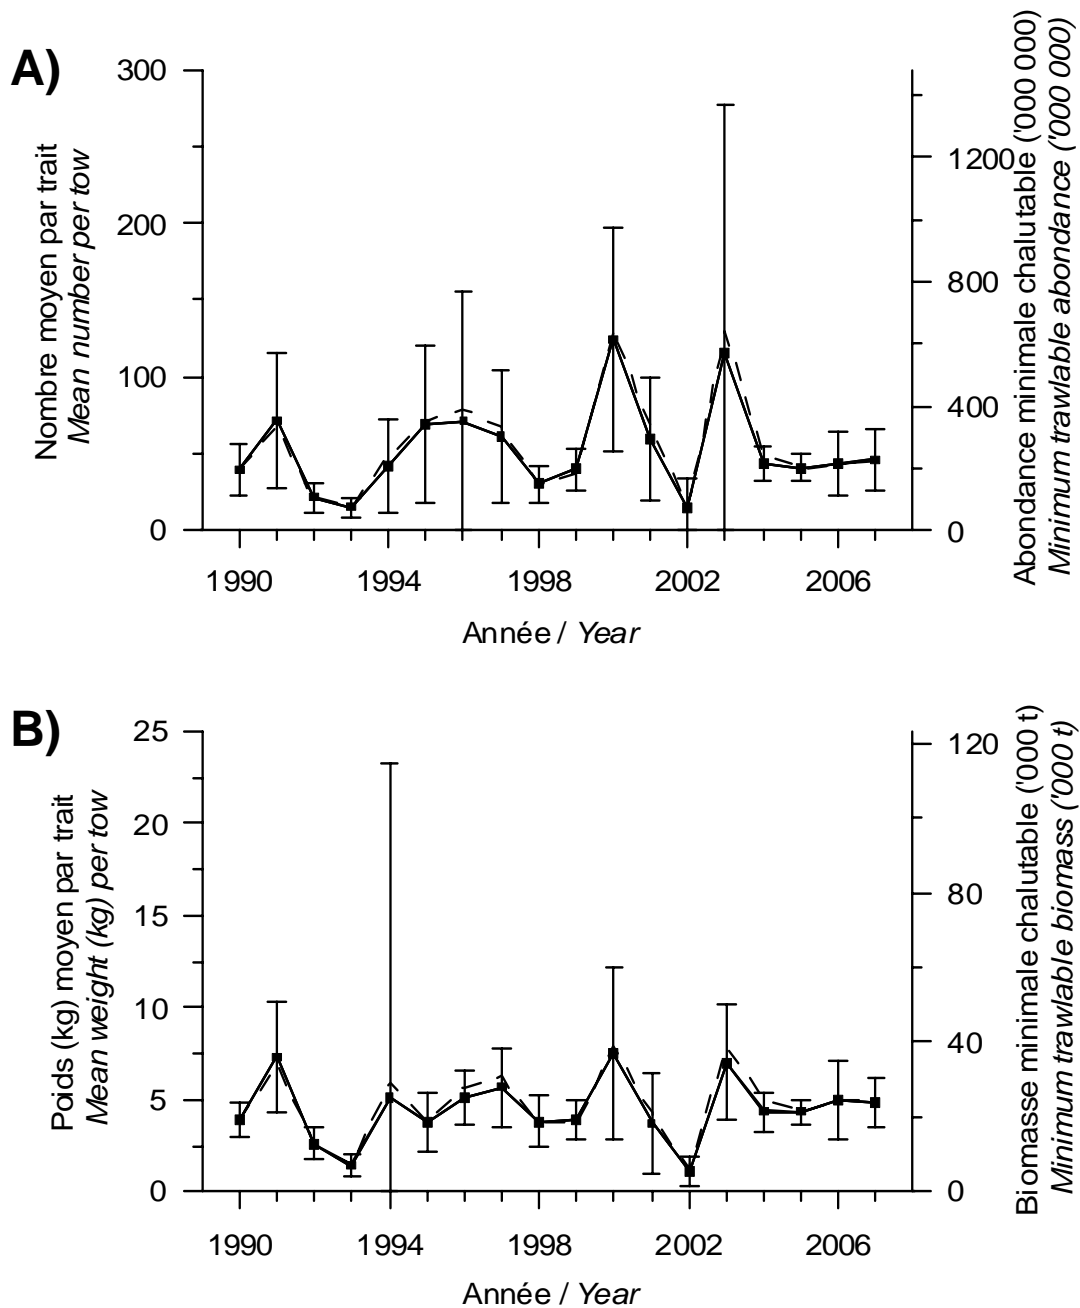 A)
Nombre moyen par trait
Mean number per tow
300
200
100
0
1200
800
400
0
Abondance minimale chalutable ('000 000)
Minimum trawlable abondance ('000 000)
1990 1994 1998 2002 2006
Année / Year
B)
Poids (kg) moyen par trait
Mean weight (kg) per tow
25
20
15
10
5
0
120
80
40
0
Biomasse minimale chalutable ('000 t)
Minimum trawlable biomass ('000 t)
1990 1994 1998 2002 2006
Année / Year